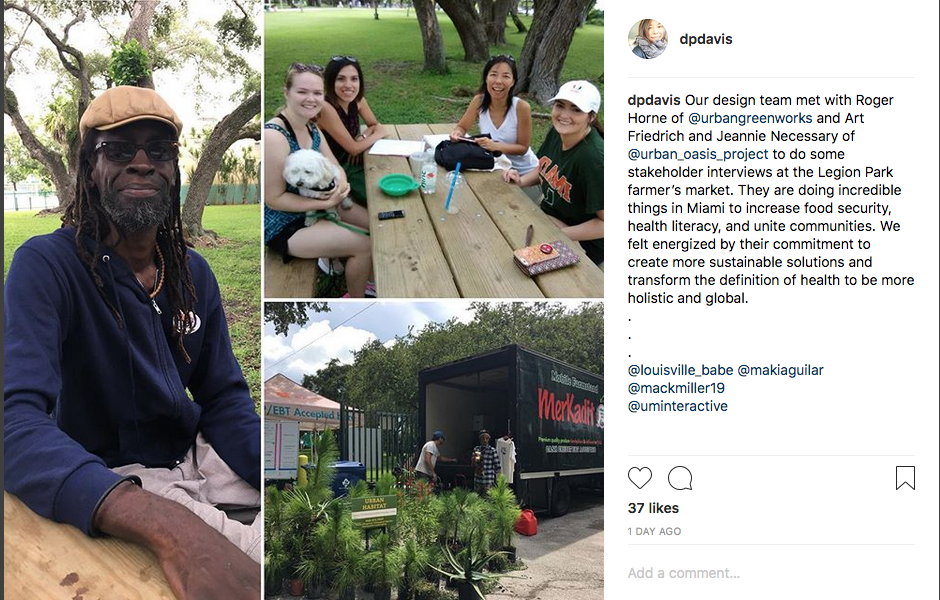 /EBT Accepted
Mobile Farmstand
MerKadit
URBAN
HABITAT
dpdavis
dpdavis Our design team met with Roger
Horne of @urbangreenworks and Art
Friedrich and Jeannie Necessary of
@urban_oasis_project to do some
stakeholder interviews at the Legion Park
farmer's market. They are doing incredible
things in Miami to increase food security,
health literacy, and unite communities. We
felt energized by their commitment to
create more sustainable solutions and
transform the definition of health to be more
holistic and global.
.
.
.
@louisville_babe @makiaguilar
@mackmiller19
@uminteractive
37 likes
1 DAY AGO
Add a comment...